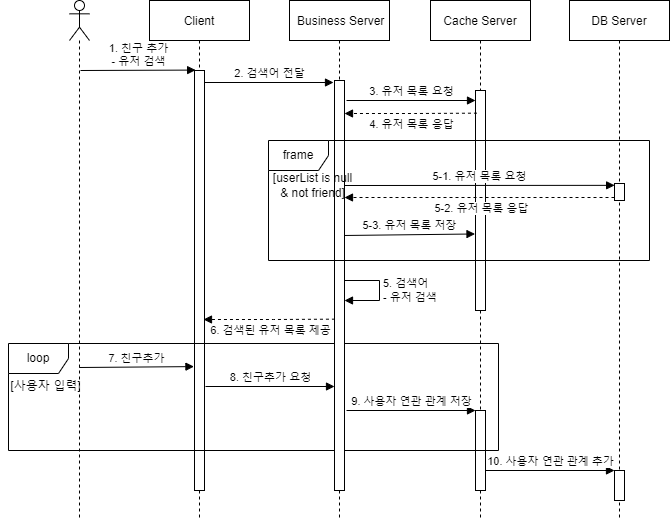 Client
Business Server
Cache Server
DB Server
1. 친구 추가
- 유저 검색
2. 검색어 전달
3. 유저 목록 요청
4. 유저 목록 응답
frame
[userList is null
& not friend]
5-1. 유저 목록 요청
5-2. 유저 목록 응답
5-3. 유저 목록 저장
5. 검색어
- 유저 검색
6. 검색된 유저 목록 제공
loop
[사용자 입력]
7. 친구추가
8. 친구추가 요청
9. 사용자 연관 관계 저장
10. 사용자 연관 관계 추가